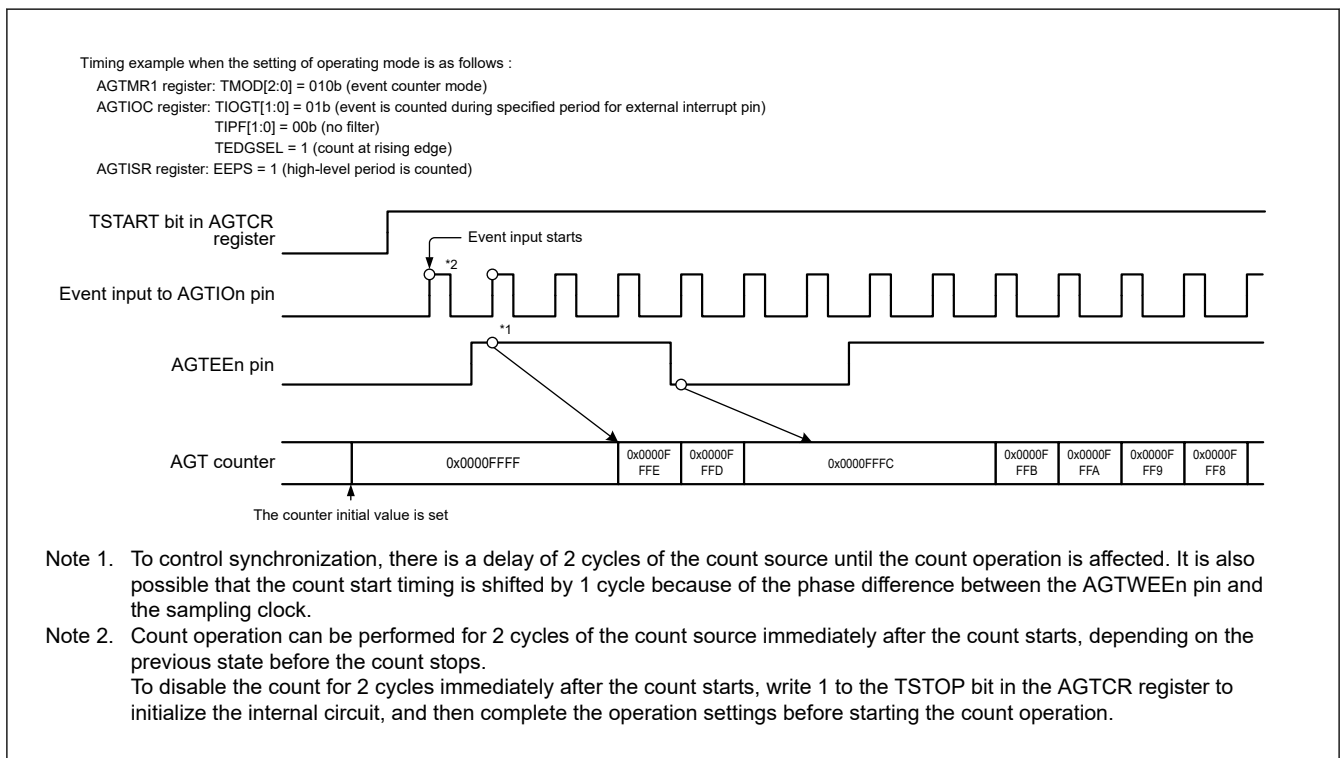 Timing example when the setting of operating mode is as follows :
AGTMR1 register: TMOD[2:0] = 010b (event counter mode)
AGTIOC register: TIOGT[1:0] = 01b (event is counted during specified period for external interrupt pin)
TIPF[1:0] = 00b (no filter)
TEDGSEL = 1 (count at rising edge)
AGTISR register: EEPS = 1 (high-level period is counted)
TSTART bit in AGTCR
register
Event input starts
*2
Event input to AGTIOn pin
*1
AGTEEn pin
AGT counter
0x0000FFFF
0x0000F
FFE
0x0000F
FFD
0x0000FFFC
0x0000F
FFB
0x0000F
FFA
0x0000F
FF9
0x0000F
FF8
The counter initial value is set
Note 1. To control synchronization, there is a delay of 2 cycles of the count source until the count operation is affected. It is also
possible that the count start timing is shifted by 1 cycle because of the phase difference between the AGTWEEn pin and
the sampling clock.
Note 2. Count operation can be performed for 2 cycles of the count source immediately after the count starts, depending on the
previous state before the count stops.
To disable the count for 2 cycles immediately after the count starts, write 1 to the TSTOP bit in the AGTCR register to
initialize the internal circuit, and then complete the operation settings before starting the count operation.